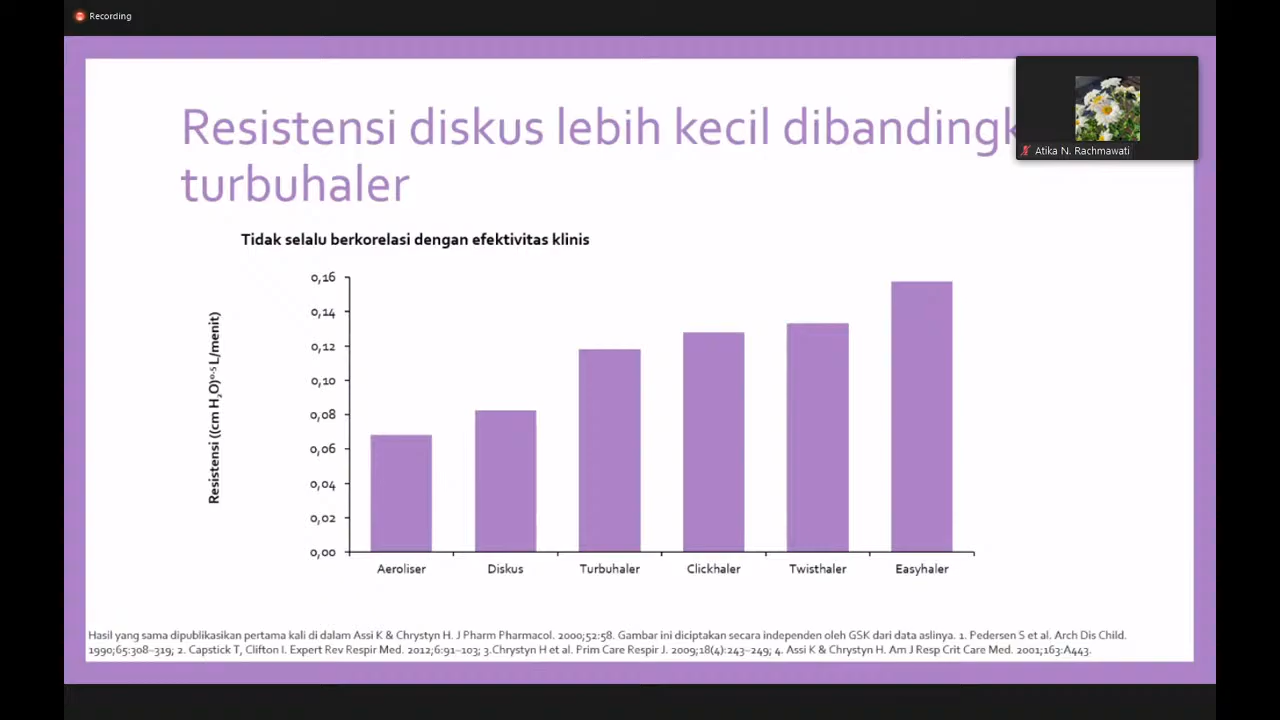 Recording
Resistensi diskus lebih kecil
turbuhaler
Atika N. Rachmawati
Tidak selalu berkorelasi dengan efektivitas klinis
Resistensi ((cm H₂O)⁰·⁵ L/menit)
0,16
0,14
0,12
0,10
0,08
0,06
0,04
0,02
0,00
Aeroliser Diskus Turbuhaler Clickhaler Twisthaler Easyhaler
Hasil yang sama dipublikasikan pertama kali di dalam Assi K & Chrystyn H. J Pharm Pharmacol. 2000;52:58. Gambar ini diciptakan secara independen oleh GSK dari data aslinya. 1. Pedersen S et al. Arch Dis Child.
1990;65:308–319; 2. Capstick T, Clifton I. Expert Rev Respir Med. 2012;6:91–103; 3.Chrystyn H et al. Prim Care Respir J. 2009;18(4):243–249; 4. Assi K & Chrystyn H. Am J Resp Crit Care Med. 2001;163:A443.